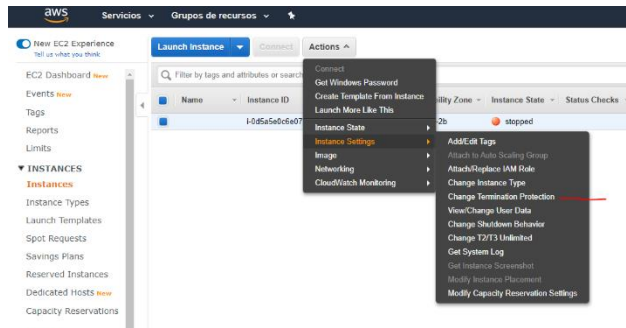 aws Servicios Grupos de recursos
New EC2 Experience
Tell us what you think
EC2 Dashboard New
Events New
Tags
Reports
Limits
INSTANCES
Instances
Instance Types
Launch Templates
Spot Requests
Savings Plans
Reserved Instances
Dedicated Hosts New
Capacity Reservations
Launch Instance Connect Actions
Filter by tags and attributes or search
Name Instance ID
i-0d5a5e0c6e07
Connect
Get Windows Password
Create Template From Instance
Launch More Like This
Instance State
Instance Settings
Image
Networking
CloudWatch Monitoring
ility Zone Instance State Status Checks
-2b stopped
Add/Edit Tags
Attach to Auto Scaling Group
Attach/Replace IAM Role
Change Instance Type
Change Termination Protection
View/Change User Data
Change Shutdown Behavior
Change T2/T3 Unlimited
Get System Log
Get Instance Screenshot
Modify Instance Placement
Modify Capacity Reservation Settings